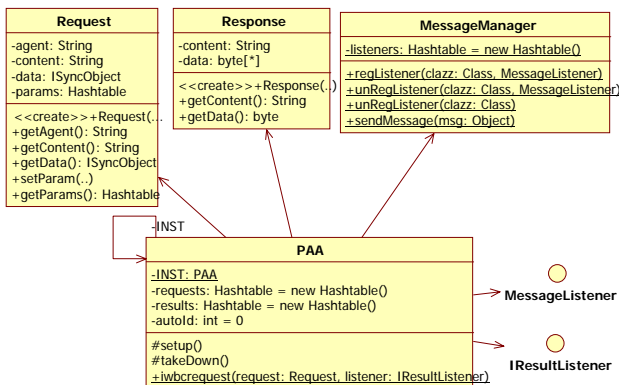 Request
-agent: String
-content: String
-data: ISyncObject
-params: Hashtable
<<create>>+Request(...
+getAgent(): String
+getContent(): String
+getData(): ISyncObject
+setParam(..)
+getParams(): Hashtable
Response
-content: String
-data: byte[*]
<<create>>+Response(..)
+getContent(): String
+getData(): byte
MessageManager
-listeners: Hashtable = new Hashtable()
+regListener(clazz: Class, MessageListener)
+unRegListener(clazz: Class, MessageListener)
+unRegListener(clazz: Class)
+sendMessage(msg: Object)
-INST
PAA
-INST: PAA
-requests: Hashtable = new Hashtable()
-results: Hashtable = new Hashtable()
-autoId: int = 0
#setup()
#takeDown()
+iwbcrequest(request: Request, listener: IResultListener)
MessageListener
IResultListener